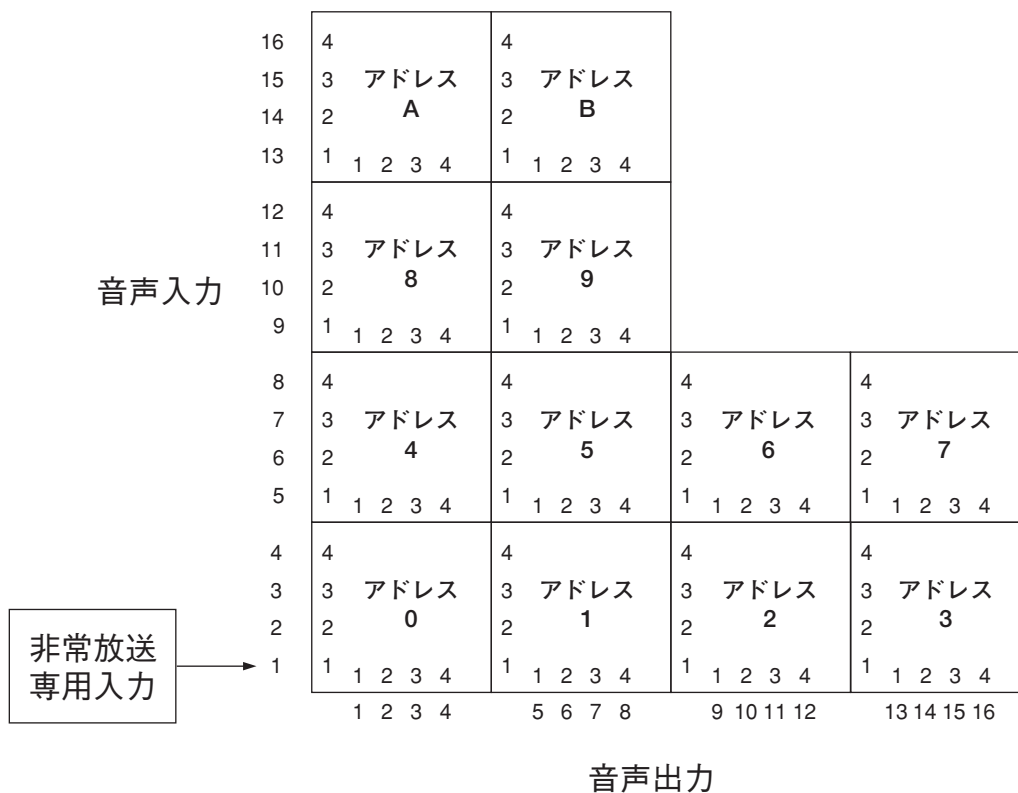 16 4 4
15 3 アドレス 3 アドレス
14 2 A 2 B
13 1 1 2 3 4 1 1 2 3 4
12 4 4
11 3 アドレス 3 アドレス
音声入力 10 2 8 2 9
9 1 1 2 3 4 1 1 2 3 4
8 4 4 4 4
7 3 アドレス 3 アドレス 3 アドレス 3 アドレス
6 2 4 2 5 2 6 2 7
5 1 1 2 3 4 1 1 2 3 4 1 1 2 3 4 1 1 2 3 4
4 4 4 4 4
3 3 アドレス 3 アドレス 3 アドレス 3 アドレス
2 2 0 2 1 2 2 2 3
非常放送
専用入力
1 1 1 2 3 4 1 1 2 3 4 1 1 2 3 4 1 1 2 3 4
1 2 3 4 5 6 7 8 9 10 11 12 13 14 15 16
音声出力